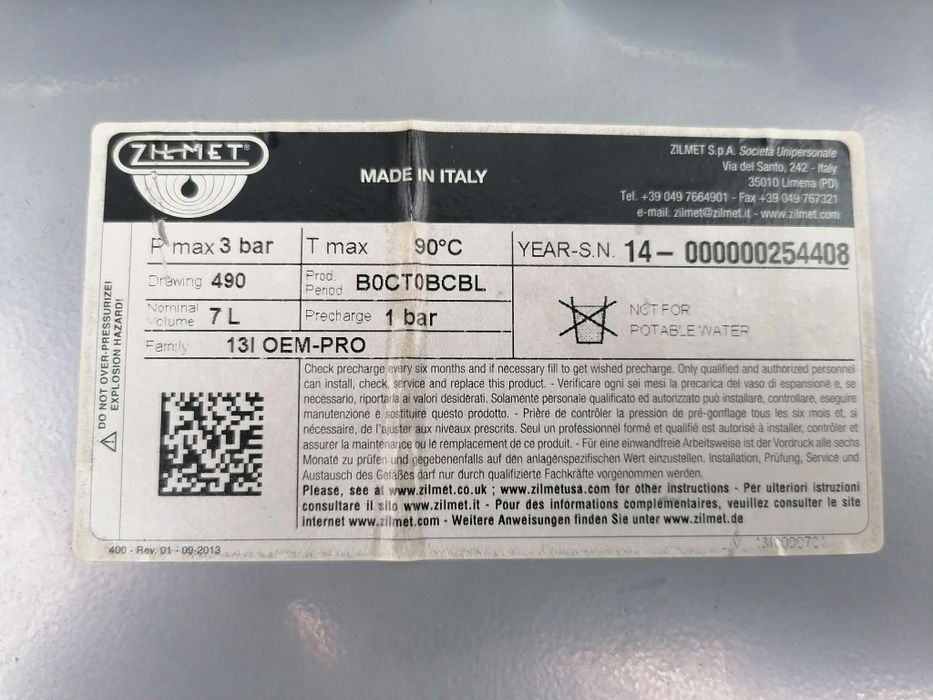 ZILMET®
MADE IN ITALY
ZILMET S.p.A. Società Unipersonale
Via del Santo, 242 - Italy
35010 Limena (PD)
Tel. +39 049 7664901 - Fax +39 049 767321
e-mail: zilmet@zilmet.it - www.zilmet.com
P max 3 bar
T max 90°C
YEAR-S.N. 14- 000000254408
Drawing 490
Prod. Period B0CT0BCBL
Nominal Volume 7 L
Precharge 1 bar
NOT FOR
POTABLE WATER
Family 13I OEM-PRO
DO NOT OVER-PRESSURIZE!
EXPLOSION HAZARD!
Check precharge every six months and if necessary fill to get wished precharge. Only qualified and authorized personnel
can install, check, service and replace this product. - Verificare ogni sei mesi la precarica del vaso di espansione e, se
necessario, riportarla ai valori desiderati. Solamente personale qualificato ed autorizzato può installare, controllare, eseguire
manutenzione e sostituire questo prodotto. - Prière de contrôler la pression de pré-gonflage tous les six mois et, si
nécessaire, de l'ajuster aux niveaux prescrits. Seul un professionnel formé et qualifié est autorisé à installer, contrôler et
assurer la maintenance ou le remplacement de ce produit. - Für eine einwandfreie Arbeitsweise ist der Vordruck alle sechs
Monate zu prüfen und gegebenenfalls auf den anlagenspezifischen Wert einzustellen. Installation, Prüfung, Service und
Austausch des Gefäßes darf nur durch qualifizierte Fachkräfte vorgenommen werden.
Please, see at www.zilmet.co.uk ; www.zilmetusa.com for other instructions - Per ulteriori istruzioni
consultare il sito www.zilmet.it - Pour des informations complémentaires, veuillez consulter le site
internet www.zilmet.com - Weitere Anweisungen finden Sie unter www.zilmet.de
400 - Rev. 01 - 09-2013